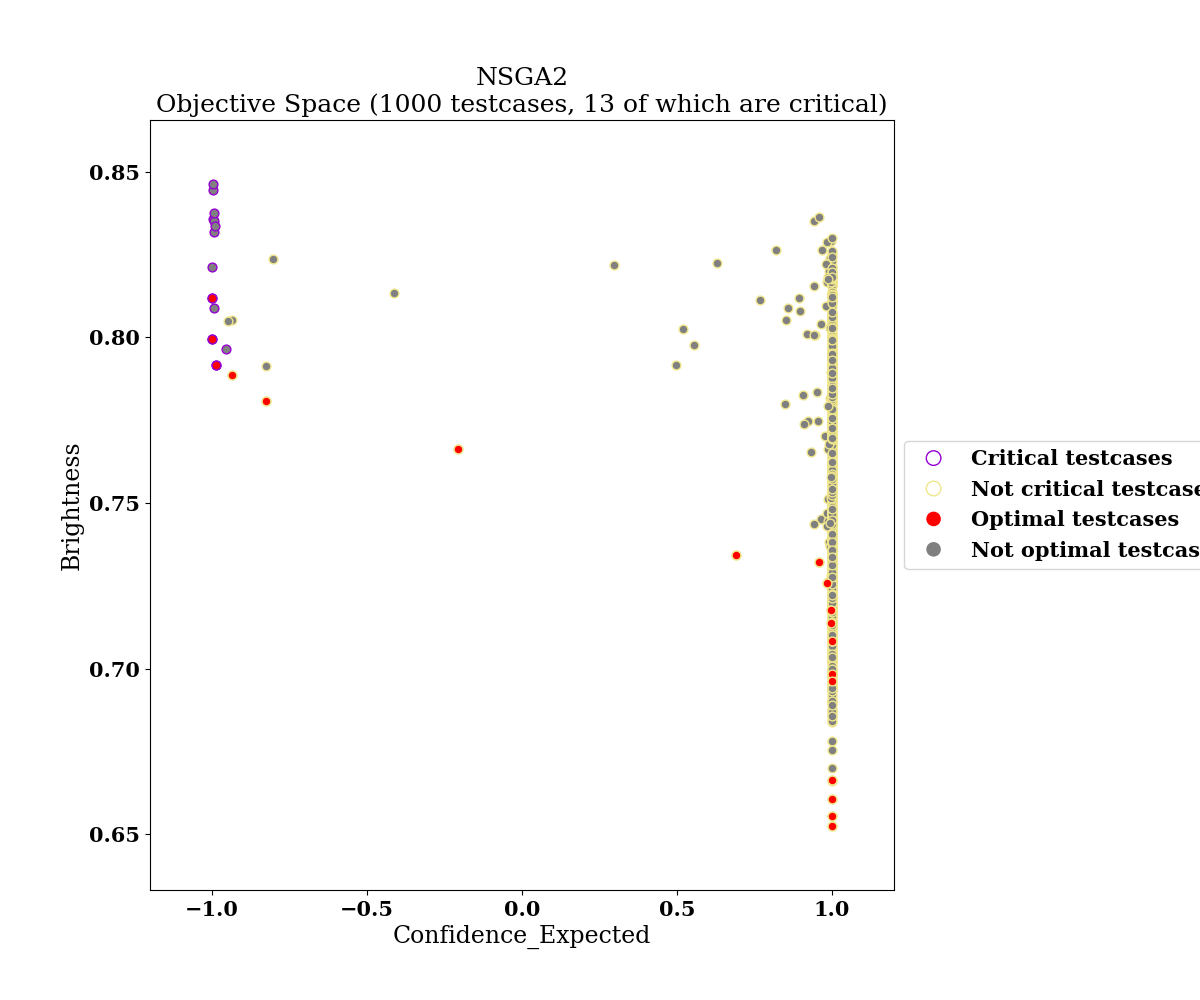 NSGA2
Objective Space (1000 testcases, 13 of which are critical)
0.85
0.80
0.75
0.70
0.65
Brightness
−1.0
−0.5
0.0
0.5
1.0
Confidence_Expected
Critical testcases
Not critical testcase
Optimal testcases
Not optimal testcas